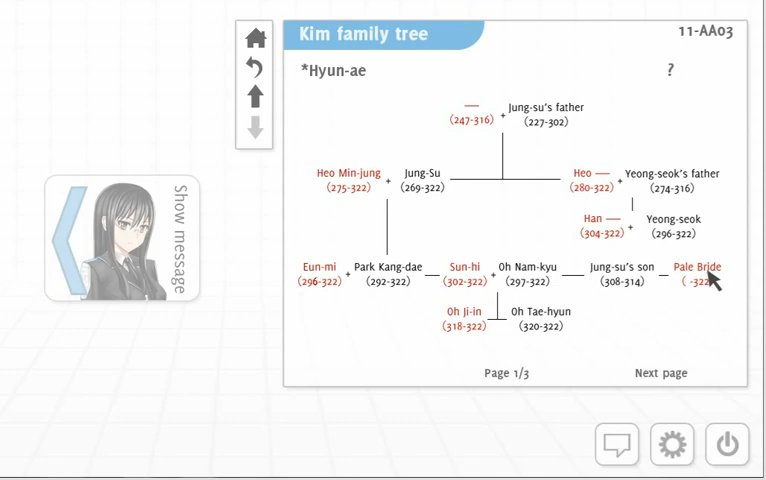 Kim family tree
11-AA03
*Hyun-ae
?
— + Jung-su's father
(247-316) (227-302)
Heo Min-jung + Jung-Su Heo — + Yeong-seok's father
(275-322) (269-322) (280-322) (274-316)
Han — + Yeong-seok
(304-322) (296-322)
Eun-mi + Park Kang-dae — Sun-hi + Oh Nam-kyu — Jung-su's son — Pale Bride
(296-322) (292-322) (302-322) (297-322) (308-314) ( -322)
Oh Ji-in Oh Tae-hyun
(318-322) (320-322)
Page 1/3 Next page
Show message